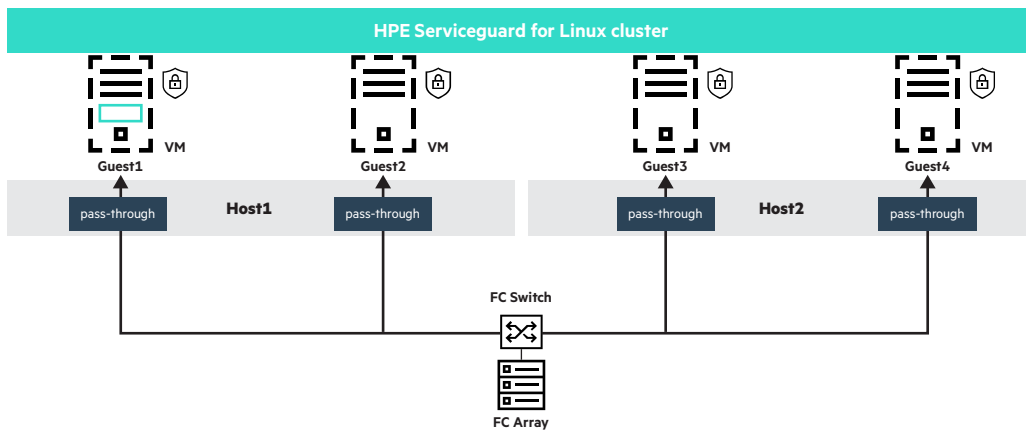 HPE Serviceguard for Linux cluster
VM
VM
VM
VM
Guest1
Guest2
Guest3
Guest4
pass-through
Host1
pass-through
pass-through
Host2
pass-through
FC Switch
FC Array